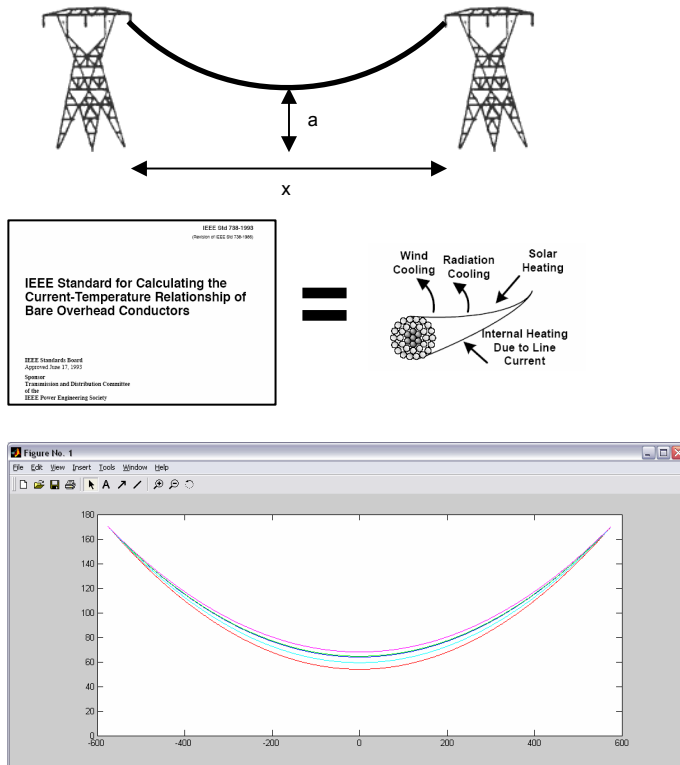 a
x
IEEE Std 738-1993
(Revision of IEEE Std 738-1986)
IEEE Standard for Calculating the
Current-Temperature Relationship of
Bare Overhead Conductors
IEEE Standards Board
Approved June 17, 1993
Sponsor
Transmission and Distribution Committee
of the
IEEE Power Engineering Society
Wind
Cooling
Radiation
Cooling
Solar
Heating
Internal Heating
Due to Line
Current
Figure No. 1
File Edit View Insert Tools Window Help
A
180
160
140
120
100
80
60
40
20
0
-600 -400 -200 0 200 400 600